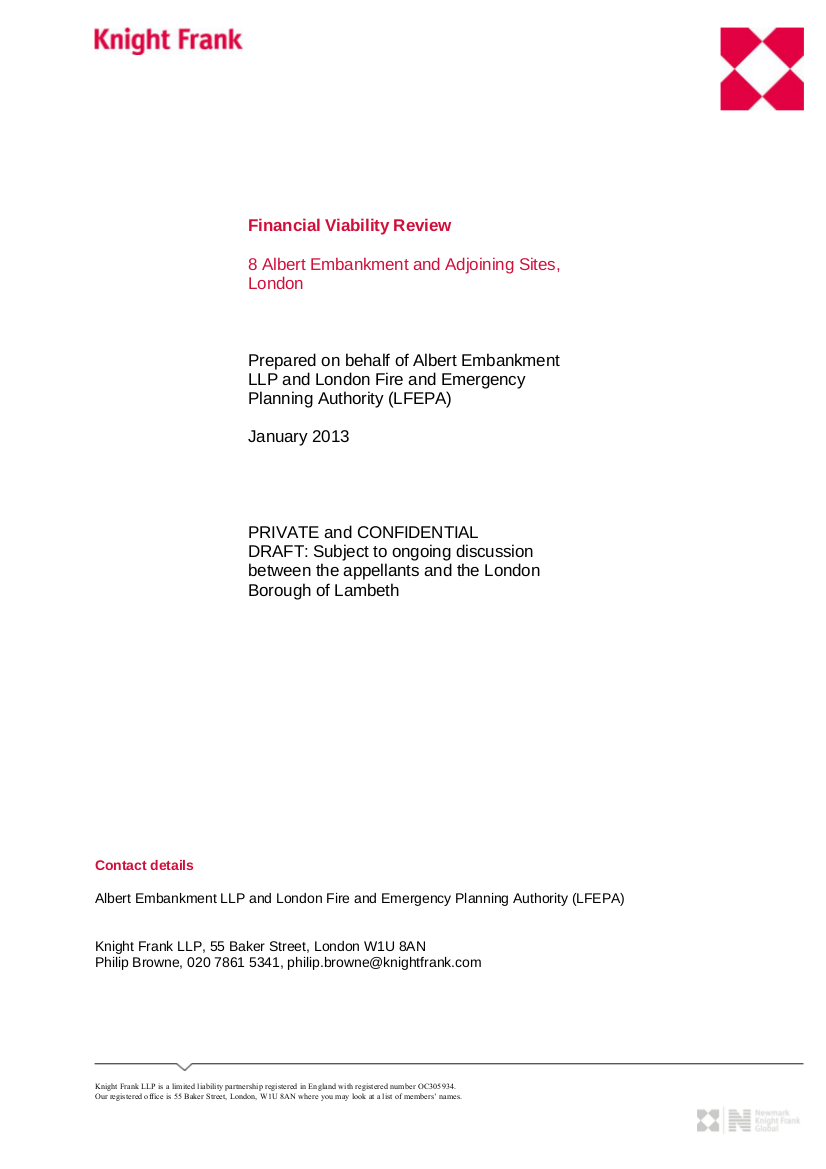 Knight Frank
Financial Viability Review
8 Albert Embankment and Adjoining Sites,
London
Prepared on behalf of Albert Embankment
LLP and London Fire and Emergency
Planning Authority (LFEPA)
January 2013
PRIVATE and CONFIDENTIAL
DRAFT: Subject to ongoing discussion
between the appellants and the London
Borough of Lambeth
Contact details
Albert Embankment LLP and London Fire and Emergency Planning Authority (LFEPA)
Knight Frank LLP, 55 Baker Street, London W1U 8AN
Philip Browne, 020 7861 5341, philip.browne@knightfrank.com
Knight Frank LLP is a limited liability partnership registered in England with registered number OC305934.
Our registered office is 55 Baker Street, London, W1U 8AN where you may look at a list of members' names.
Newmark
Knight Frank
Global